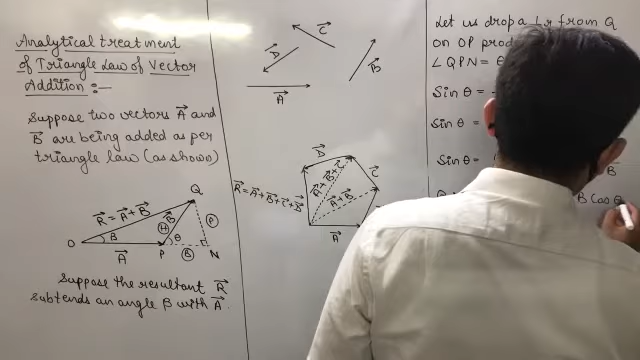 Analytical treatment
of Triangle Law of Vector
Addition :-
Suppose two vectors A⃗ and
B⃗ are being added as per
triangle law (as shown)
Q
R⃗ = A⃗ + B⃗
B⃗
H
P
O
β
θ
A⃗
P
B
N
Suppose the resultant R⃗
subtends an angle β with A⃗.
C⃗
D⃗
B⃗
A⃗
D⃗
C⃗
R⃗ = A⃗ + B⃗ + C⃗ + D⃗
A⃗ + B⃗ + C⃗
A⃗ + B⃗
A⃗
Let us drop a ⊥r from Q
on OP
∠QPN = θ
Sin θ =
Sin θ =
Sin θ =
B
B Cos θ